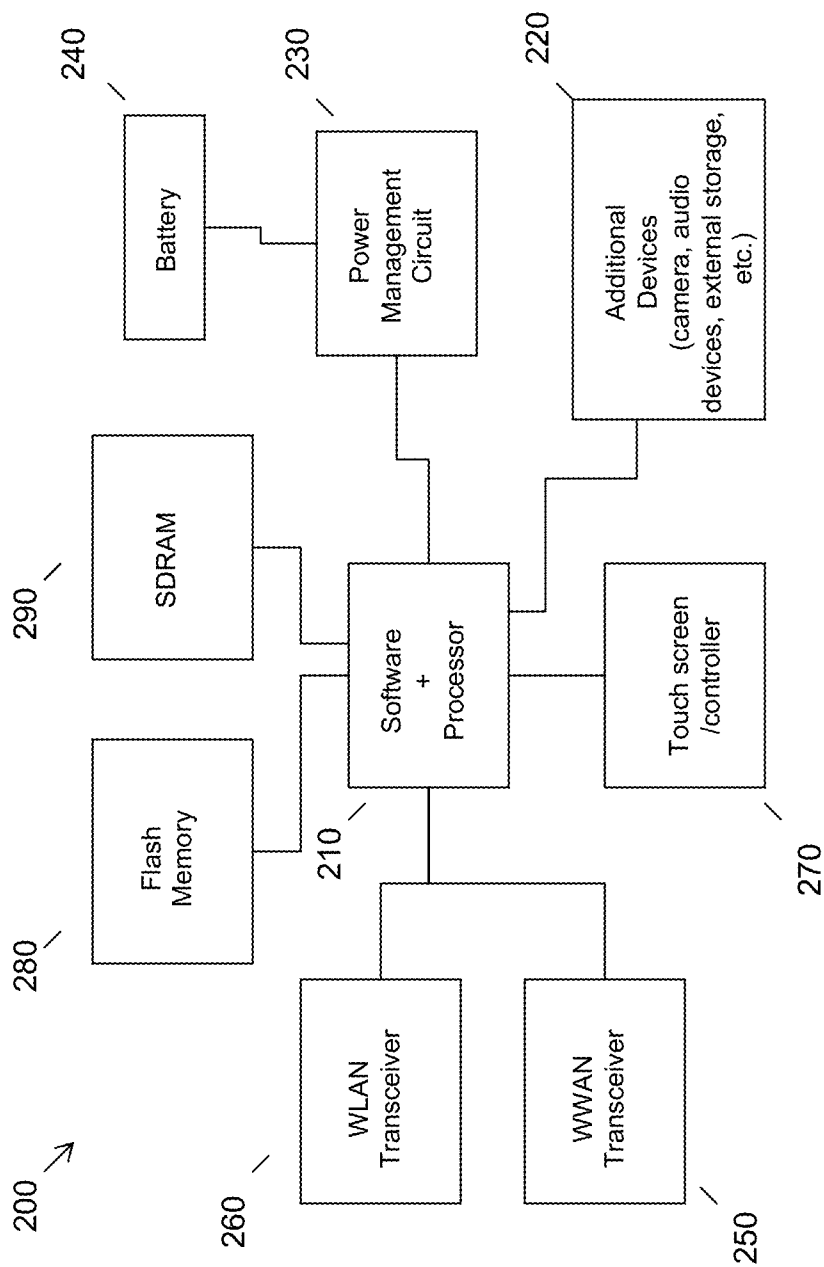 200
280
Flash
Memory
290
SDRAM
240
Battery
260
WLAN
Transceiver
210
Software
+
Processor
230
Power
Management
Circuit
250
WWAN
Transceiver
270
Touch screen
/controller
220
Additional
Devices
(camera, audio
devices, external storage,
etc.)